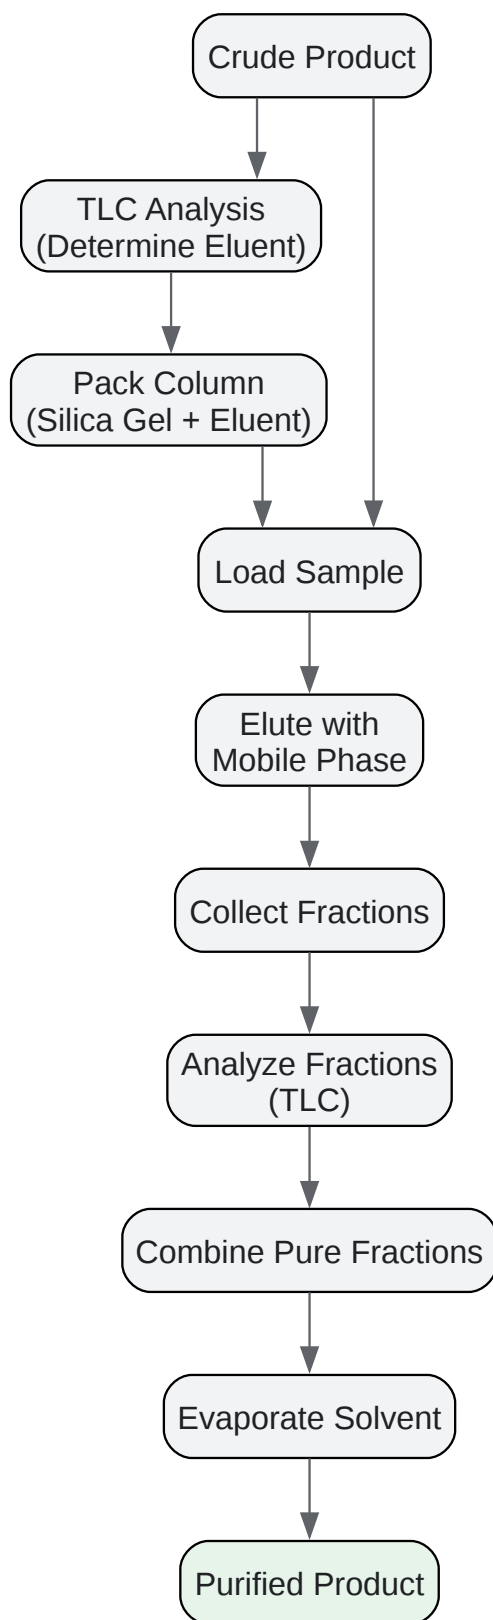 Crude Product
TLC Analysis
(Determine Eluent)
Pack Column
(Silica Gel + Eluent)
Load Sample
Elute with
Mobile Phase
Collect Fractions
Analyze Fractions
(TLC)
Combine Pure Fractions
Evaporate Solvent
Purified Product